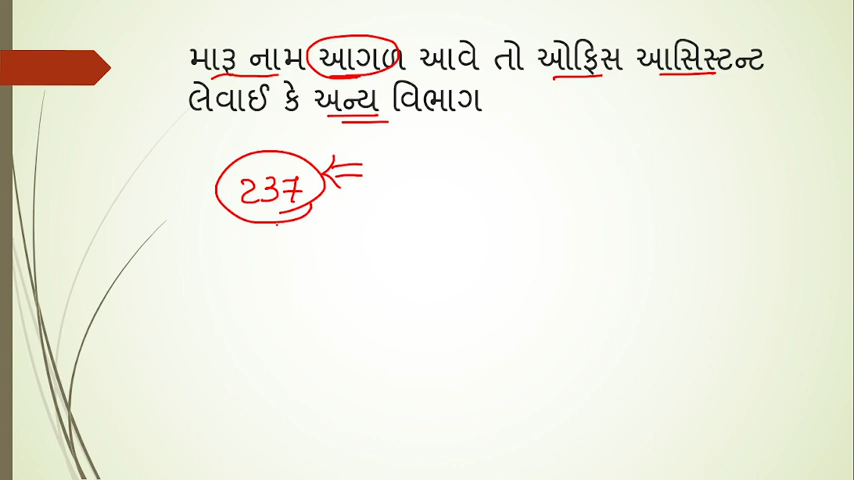 મારૂ નામ આગળ આવે તો ઓફિસ આસિસ્ટન્ટ
લેવાઈ કે અન્ય વિભાગ
237